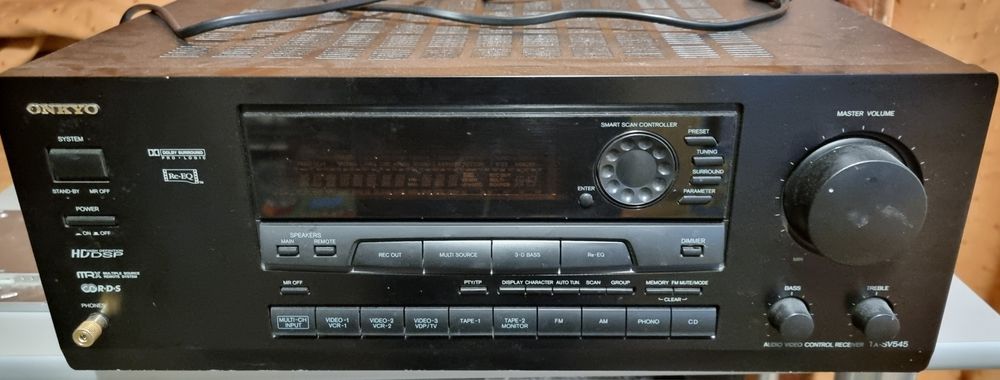 ONKYO
SYSTEM
STAND-BY MR OFF
POWER
ON OFF
HD DSP
MRX MULTIPLE SOURCE
REMOTE SYSTEM
R·D·S
PHONES
DOLBY SURROUND
PRO·LOGIC
Re-EQ
SMART SCAN CONTROLLER
PRESET
TUNING
SURROUND
PARAMETER
ENTER
SPEAKERS
MAIN REMOTE
REC OUT MULTI SOURCE 3-D BASS Re-EQ
DIMMER
MR OFF
PTY/TP DISPLAY CHARACTER AUTO TUN SCAN GROUP MEMORY FM MUTE/MODE
CLEAR
MULTI-CH
INPUT
VIDEO-1
VCR-1
VIDEO-2
VCR-2
VIDEO-3
VDP/TV
TAPE-1
TAPE-2
MONITOR
FM AM PHONO CD
MASTER VOLUME
MIN
BASS TREBLE
AUDIO VIDEO CONTROL RECEIVER TX-SV545